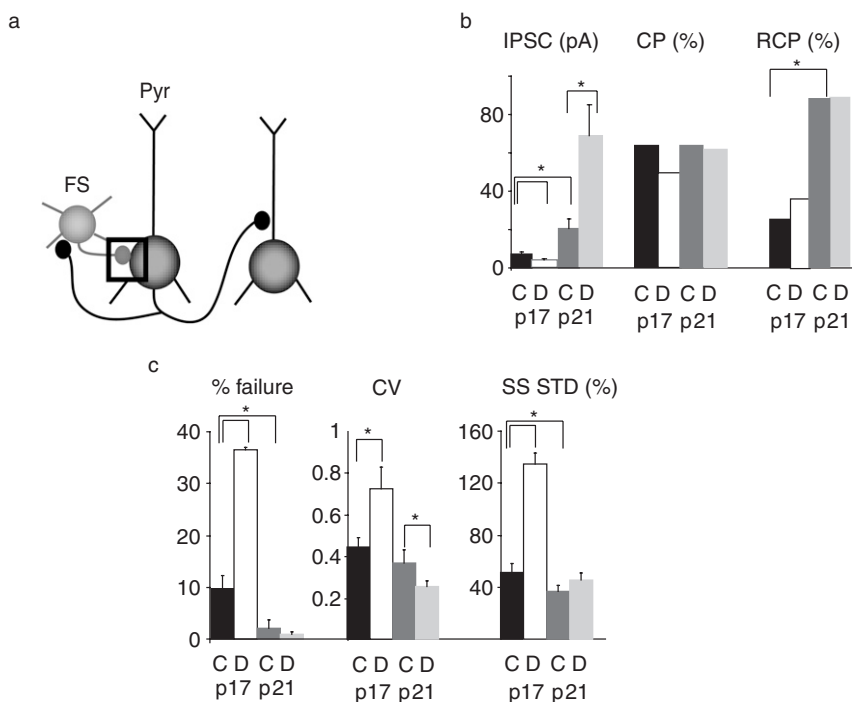 a
Pyr
FS
b
IPSC (pA) CP (%) RCP (%)
* * * 
80
60
40
20
0
C D C D C D C D C D C D
p17 p21 p17 p21 p17 p21
c
% failure CV SS STD (%)
* * * *
40
30
20
10
0
1
0.8
0.6
0.4
0.2
160
120
80
40
0
C D C D C D C D C D C D
p17 p21 p17 p21 p17 p21